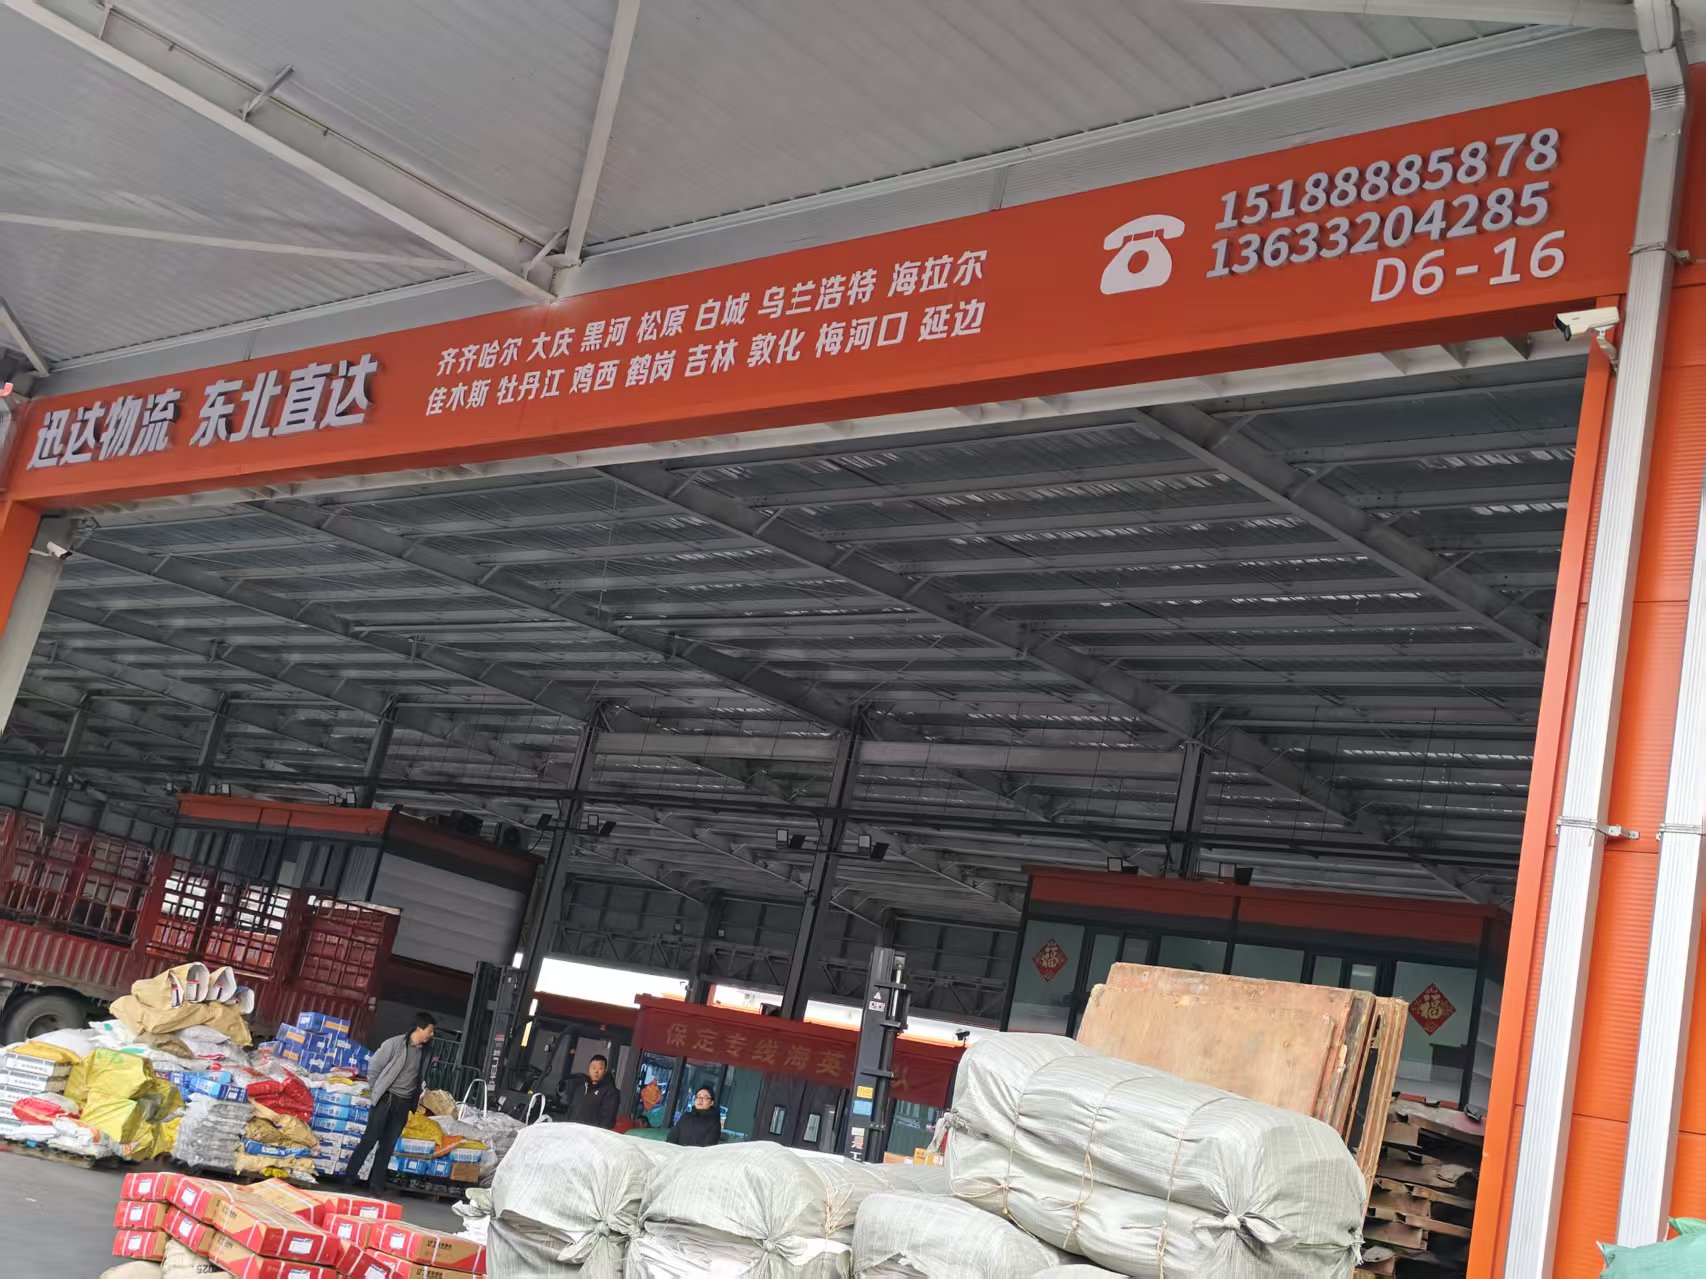 迅达物流 东北直达
齐齐哈尔 大庆 黑河 松原 白城 乌兰浩特 海拉尔
佳木斯 牡丹江 鸡西 鹤岗 吉林 敦化 梅河口 延边
15188885878
13633204285
D6-16
福
福
保定专线海英